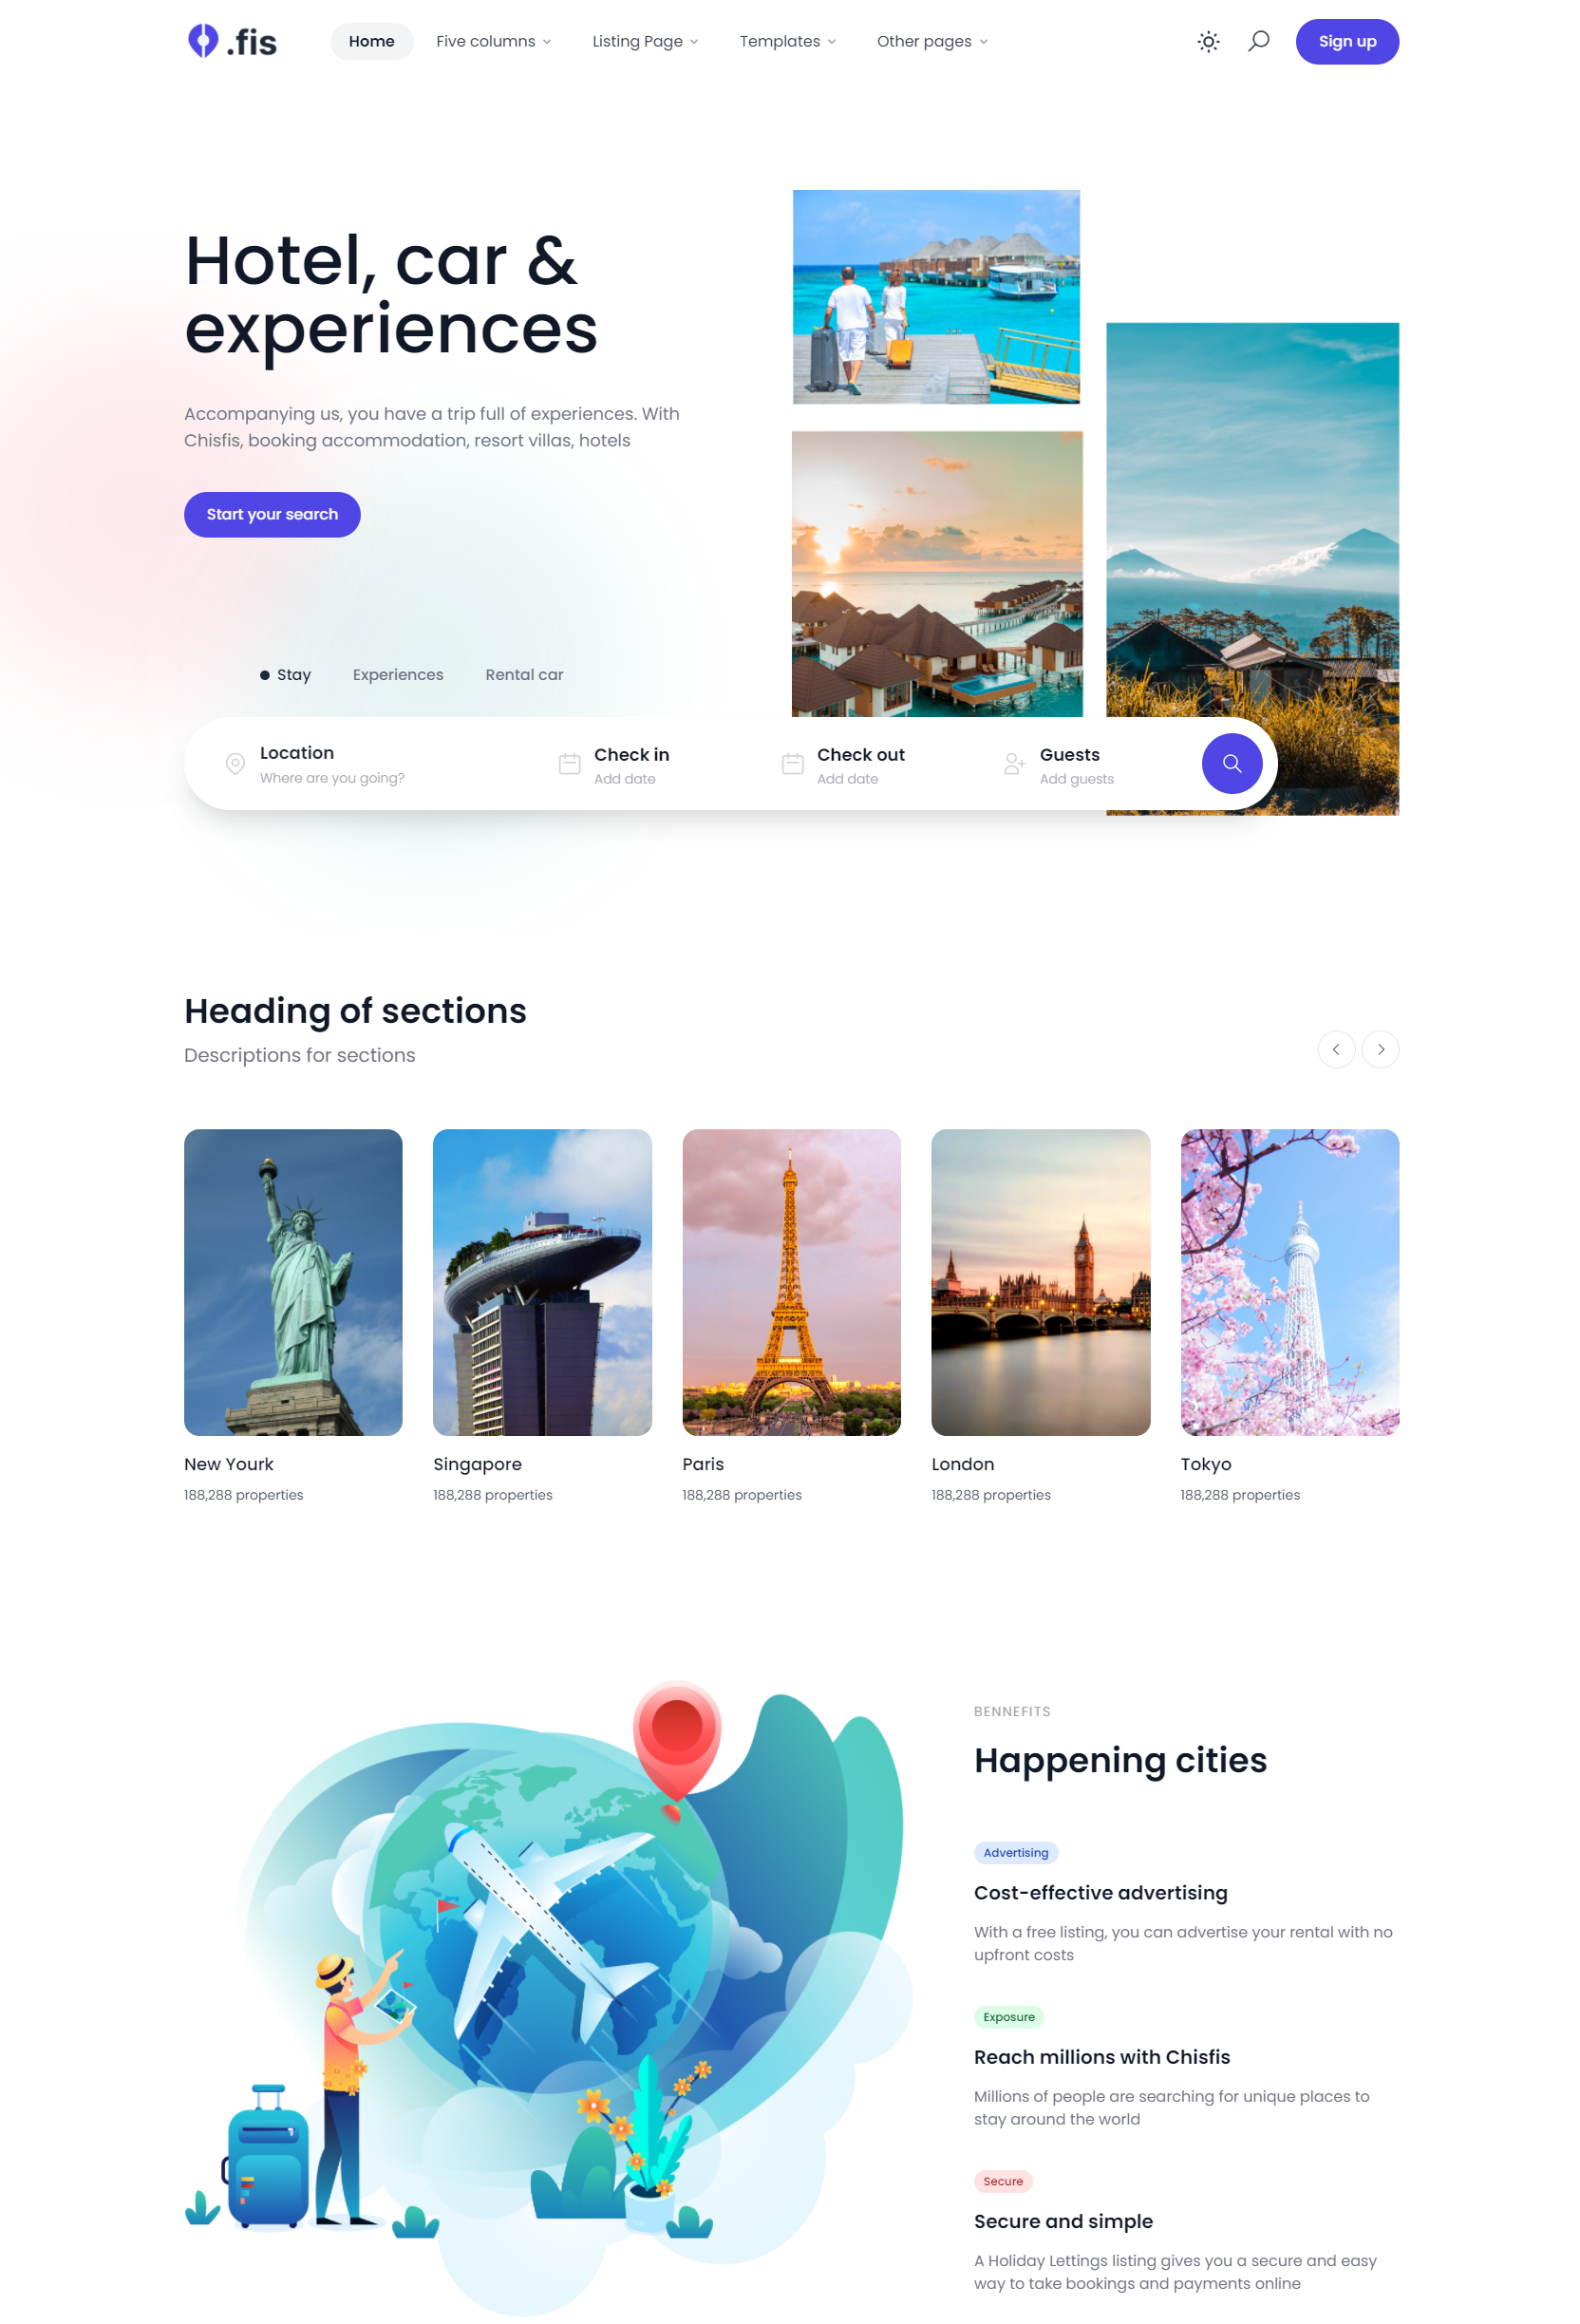 .fis
Home
Five columns
Listing Page
Templates
Other pages
Sign up
Hotel, car &
experiences
Accompanying us, you have a trip full of experiences. With
Chisfis, booking accommodation, resort villas, hotels
Start your search
Stay
Experiences
Rental car
Location
Where are you going?
Check in
Add date
Check out
Add date
Guests
Add guests
Heading of sections
Descriptions for sections
New Yourk
188,288 properties
Singapore
188,288 properties
Paris
188,288 properties
London
188,288 properties
Tokyo
188,288 properties
BENNEFITS
Happening cities
Advertising
Cost-effective advertising
With a free listing, you can advertise your rental with no
upfront costs
Exposure
Reach millions with Chisfis
Millions of people are searching for unique places to
stay around the world
Secure
Secure and simple
A Holiday Lettings listing gives you a secure and easy
way to take bookings and payments online